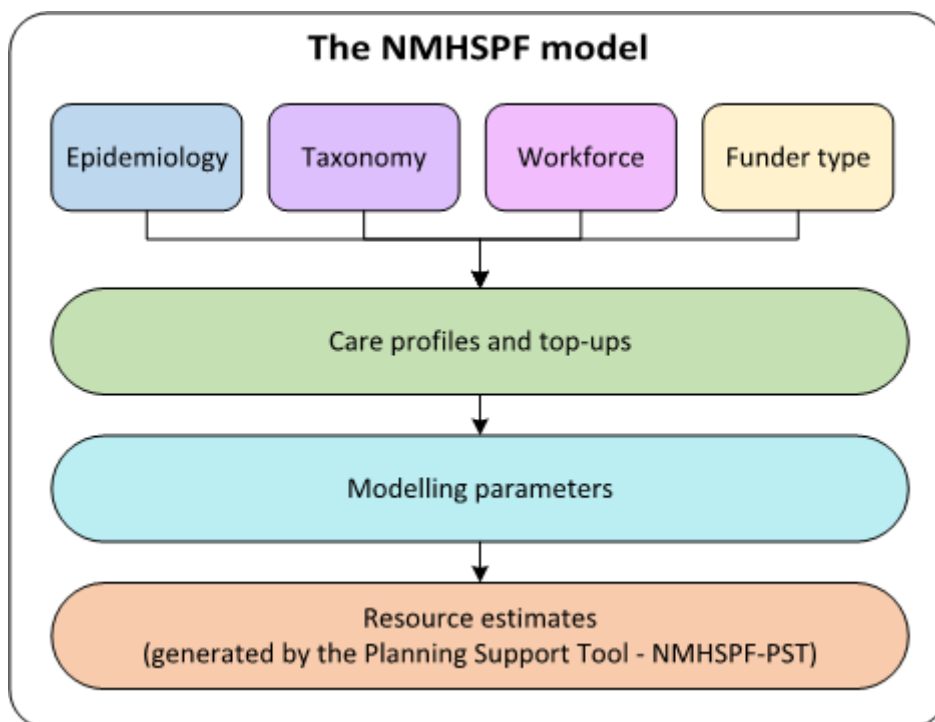 The NMHSPF model
Epidemiology
Taxonomy
Workforce
Funder type
Care profiles and top-ups
Modelling parameters
Resource estimates
(generated by the Planning Support Tool - NMHSPF-PST)